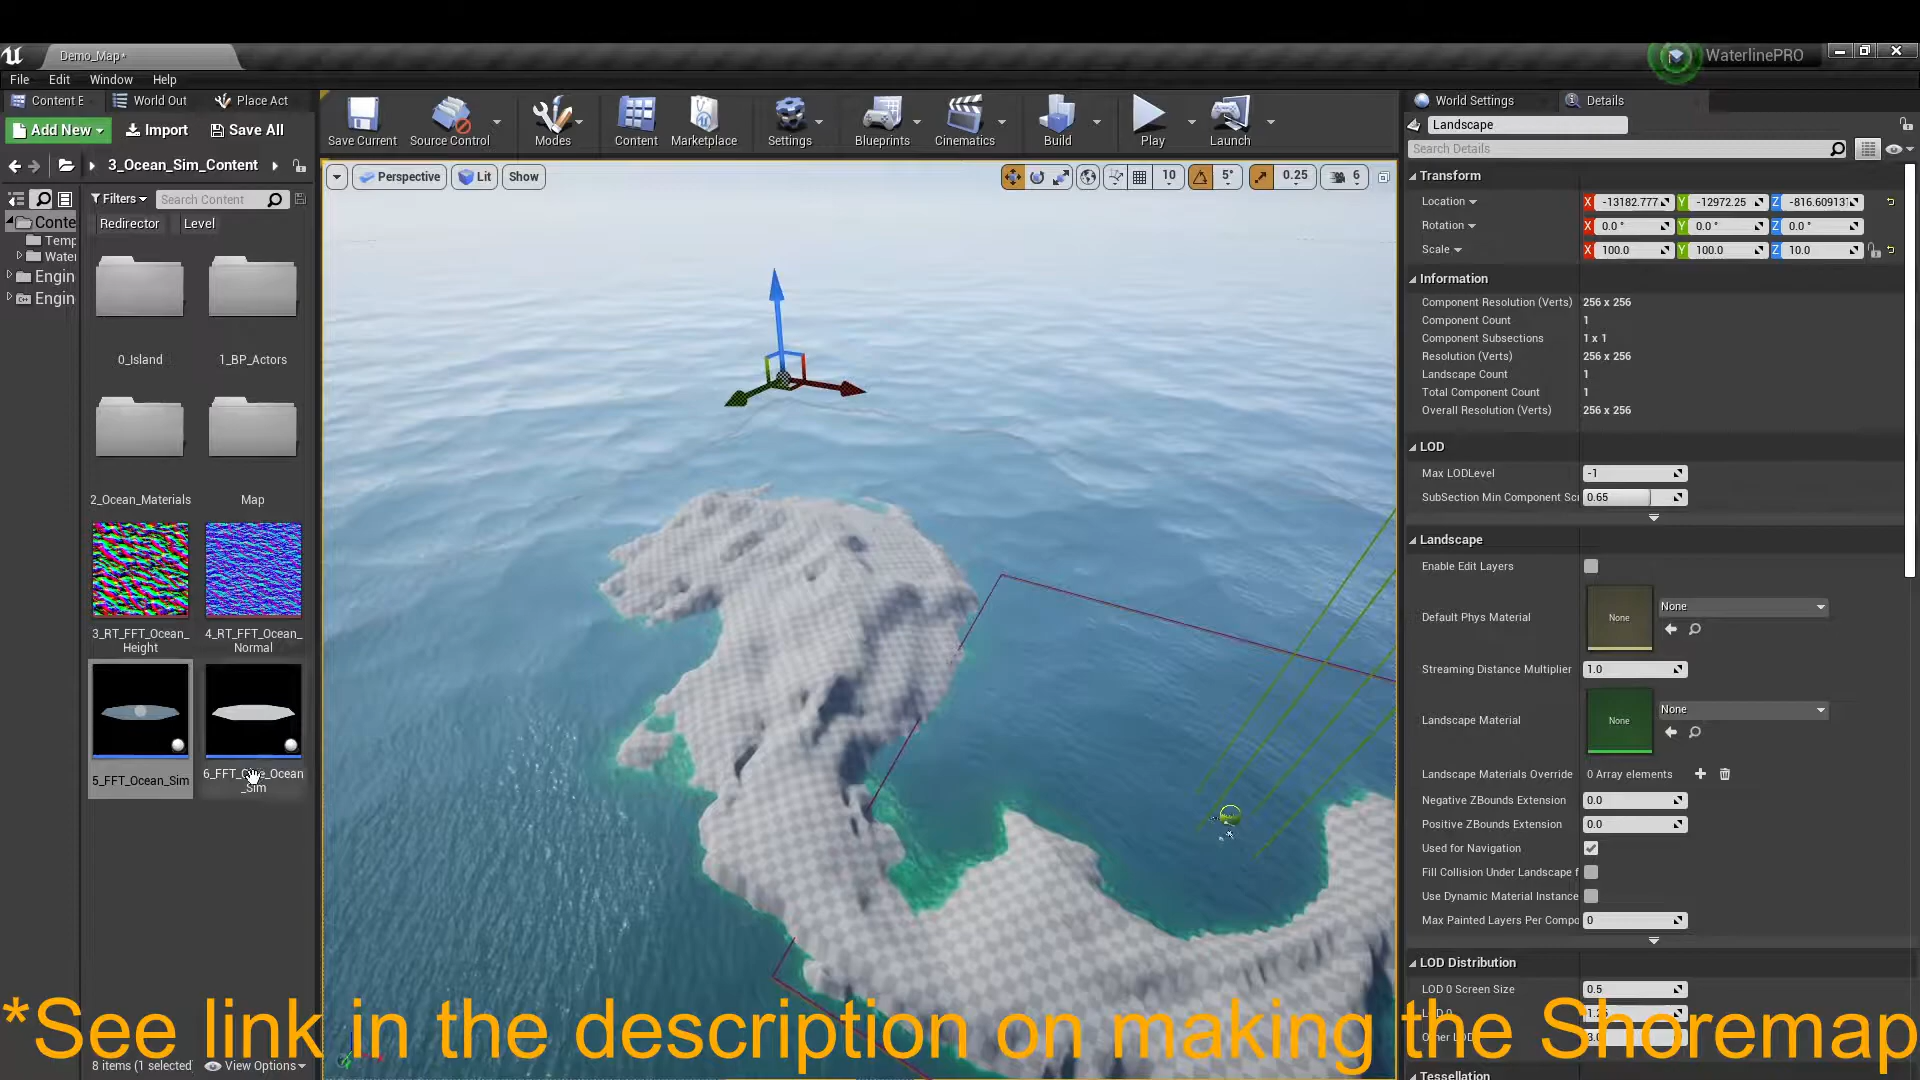 Demo_Map*
WaterlinePRO
File Edit Window Help
Content E World Out Place Act
Add New Import Save All
3_Ocean_Sim_Content
Filters Search Content
Redirector Level
Conte
Temp
Water
Engin
Engin
0_Island 1_BP_Actors
2_Ocean_Materials Map
3_RT_FFT_Ocean_
Height
4_RT_FFT_Ocean_
Normal
5_FFT_Ocean_Sim
_Sim
8 items (1 selected) View Options
Save Current Source Control Modes Content Marketplace Settings Blueprints Cinematics Build Play Launch
Perspective Lit Show
10 5° 0.25 6
World Settings Details
Landscape
Search Details
Transform
Location X -13182.777 Y -12972.25 Z
Rotation X 0.0 ° Y 0.0 ° Z 0.0 °
Scale X 100.0 Y 100.0 Z 10.0
Information
Component Resolution (Verts) 256 x 256
Component Count 1
Component Subsections 1 x 1
Resolution (Verts) 256 x 256
Landscape Count 1
Total Component Count 1
Overall Resolution (Verts) 256 x 256
LOD
Max LODLevel -1
SubSection Min Component Scr 0.65
Landscape
Enable Edit Layers
Default Phys Material None None
Streaming Distance Multiplier 1.0
Landscape Material None None
Landscape Materials Override 0 Array elements
Negative ZBounds Extension 0.0
Positive ZBounds Extension 0.0
Used for Navigation
Fill Collision Under Landscape f
Use Dynamic Material Instance
Max Painted Layers Per Compo 0
LOD Distribution
LOD 0 Screen Size 0.5
LOD 0
Tessellation
*See link in the description on making the Shoremap